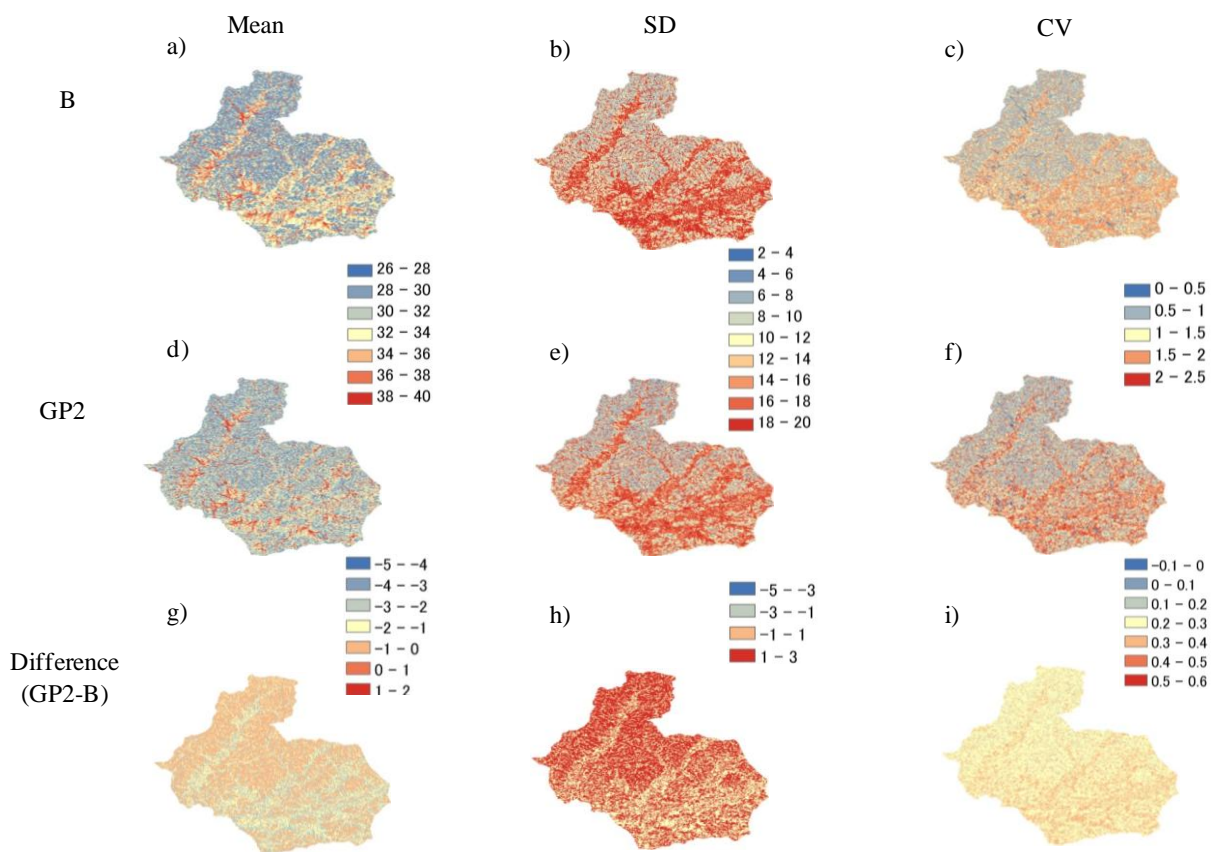 Mean SD CV
a) b) c)
B
26 – 28
28 – 30
30 – 32
32 – 34
34 – 36
36 – 38
38 – 40
2 – 4
4 – 6
6 – 8
8 – 10
10 – 12
12 – 14
14 – 16
16 – 18
18 – 20
0 – 0.5
0.5 – 1
1 – 1.5
1.5 – 2
2 – 2.5
d) e) f)
GP2
-5 – -4
-4 – -3
-3 – -2
-2 – -1
-1 – 0
0 – 1
1 – 2
-5 – -3
-3 – -1
-1 – 1
1 – 3
-0.1 – 0
0 – 0.1
0.1 – 0.2
0.2 – 0.3
0.3 – 0.4
0.4 – 0.5
0.5 – 0.6
g) h) i)
Difference
(GP2-B)